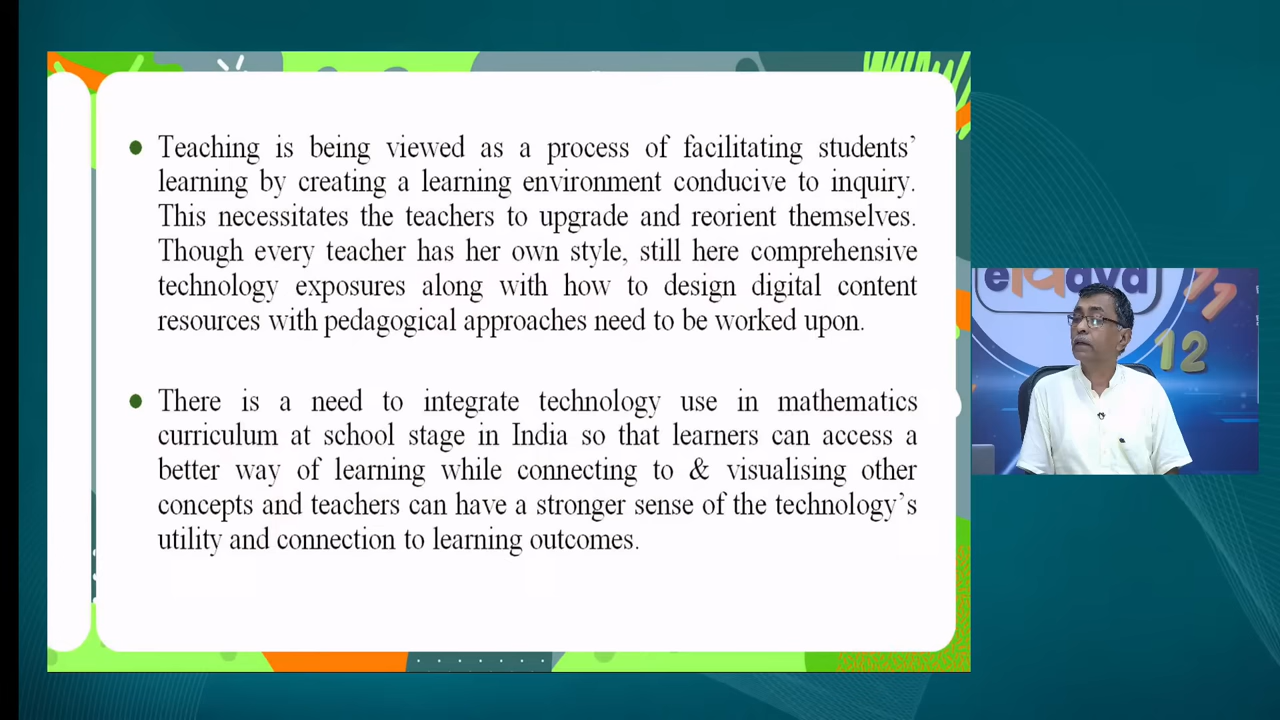 Teaching is being viewed as a process of facilitating students’
learning by creating a learning environment conducive to inquiry.
This necessitates the teachers to upgrade and reorient themselves.
Though every teacher has her own style, still here comprehensive
technology exposures along with how to design digital content
resources with pedagogical approaches need to be worked upon.
There is a need to integrate technology use in mathematics
curriculum at school stage in India so that learners can access a
better way of learning while connecting to & visualising other
concepts and teachers can have a stronger sense of the technology’s
utility and connection to learning outcomes.
12